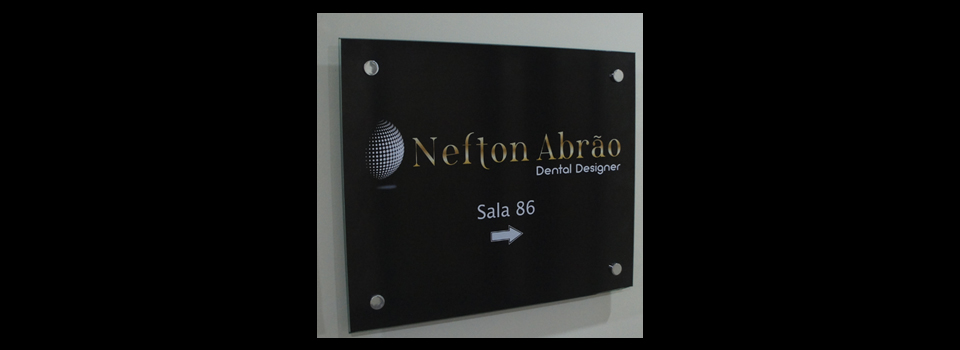 Nefton Abrão
Dental Designer
Sala 86